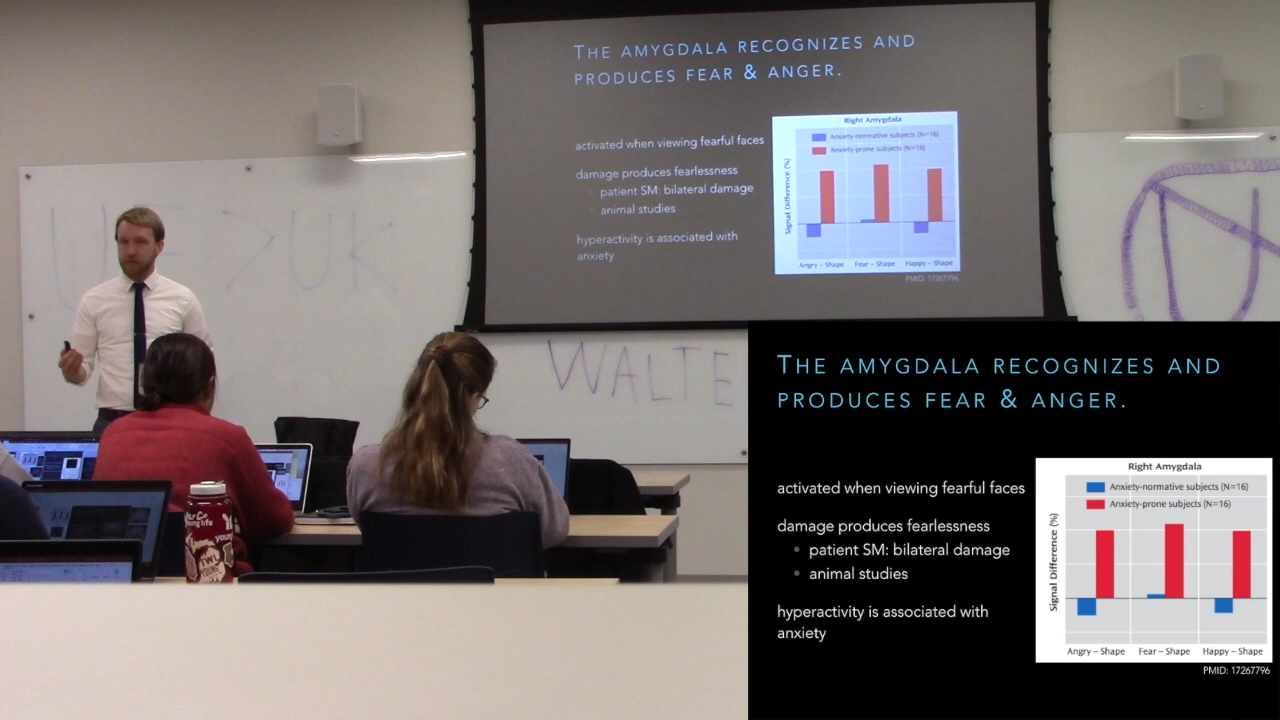 THE AMYGDALA RECOGNIZES AND
PRODUCES FEAR & ANGER.
activated when viewing fearful faces
damage produces fearlessness
patient SM: bilateral damage
animal studies
hyperactivity is associated with
anxiety
Right Amygdala
Anxiety-normative subjects (N=16)
Anxiety-prone subjects (N=16)
Signal Difference (%)
Angry – Shape Fear – Shape Happy – Shape
PMID: 17267796
WALTE
young life
THE AMYGDALA RECOGNIZES AND
PRODUCES FEAR & ANGER.
activated when viewing fearful faces
damage produces fearlessness
• patient SM: bilateral damage
• animal studies
hyperactivity is associated with
anxiety
Right Amygdala
Anxiety-normative subjects (N=16)
Anxiety-prone subjects (N=16)
Signal Difference (%)
Angry – Shape Fear – Shape Happy – Shape
PMID: 17267796